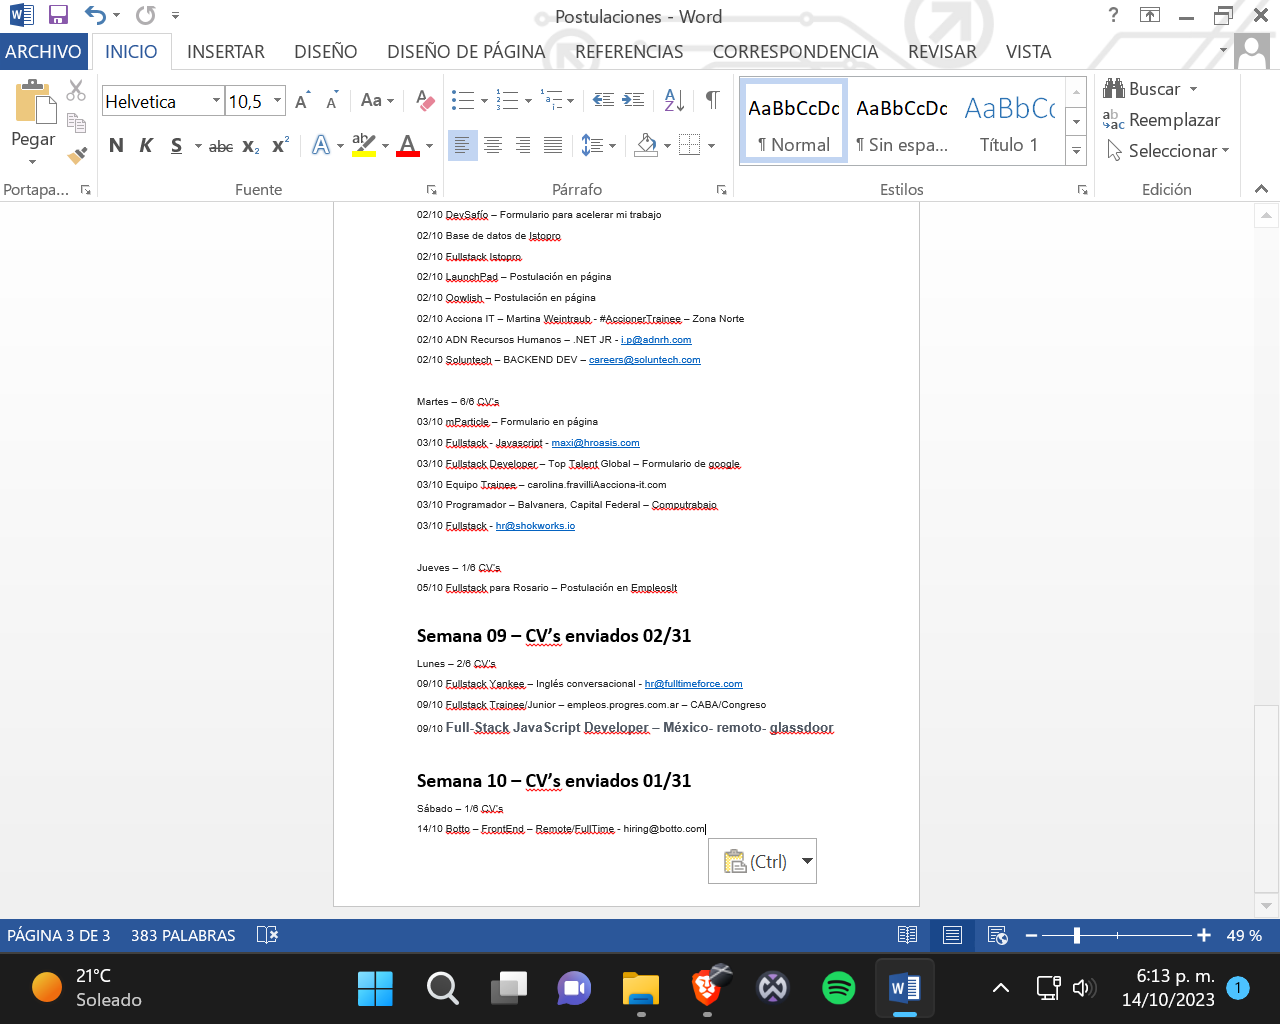 Postulaciones - Word
?
ARCHIVO INICIO INSERTAR DISEÑO DISEÑO DE PÁGINA REFERENCIAS CORRESPONDENCIA REVISAR VISTA
Pegar
Helvetica 10,5 A A Aa A
N K S abc x₂ x² A ab A
AaBbCcDc AaBbCcDc AaBbCc
¶ Normal ¶ Sin espa... Título 1
Buscar
Reemplazar
Seleccionar
Portapa... Fuente Párrafo Estilos Edición
02/10 DevSafío – Formulario para acelerar mi trabajo
02/10 Base de datos de Istopro
02/10 Fullstack Istopro
02/10 LaunchPad – Postulación en página
02/10 Oowlish – Postulación en página
02/10 Acciona IT – Martina Weintraub - #AccionerTrainee – Zona Norte
02/10 ADN Recursos Humanos – .NET JR - i.p@adnrh.com
02/10 Soluntech – BACKEND DEV – careers@soluntech.com
Martes – 6/6 CV's
03/10 mParticle – Formulario en página
03/10 Fullstack - Javascript - maxi@hroasis.com
03/10 Fullstack Developer – Top Talent Global – Formulario de google
03/10 Equipo Trainee – carolina.fravilliAacciona-it.com
03/10 Programador – Balvanera, Capital Federal – Computrabajo
03/10 Fullstack - hr@shokworks.io
Jueves – 1/6 CV's
05/10 Fullstack para Rosario – Postulación en EmpleosIt
Semana 09 – CV's enviados 02/31
Lunes – 2/6 CV's
09/10 Fullstack Yankee – Inglés conversacional - hr@fulltimeforce.com
09/10 Fullstack Trainee/Junior – empleos.progres.com.ar – CABA/Congreso
09/10 Full-Stack JavaScript Developer – México- remoto- glassdoor
Semana 10 – CV's enviados 01/31
Sábado – 1/6 CV's
14/10 Botto – FrontEnd – Remote/FullTime - hiring@botto.com
(Ctrl)
PÁGINA 3 DE 3 383 PALABRAS 49 %
21°C
Soleado
6:13 p. m.
14/10/2023
1